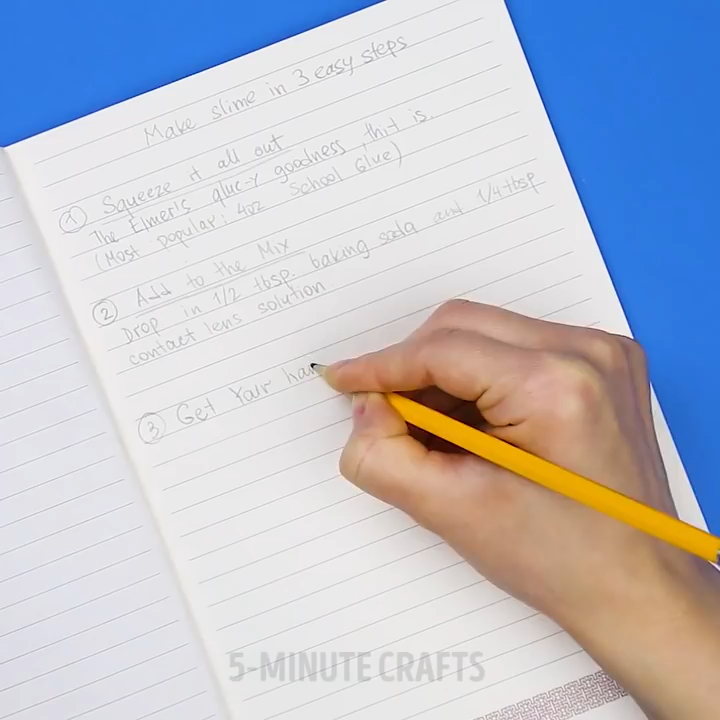 Make slime in 3 easy steps
① Squeeze it all out
The Elmer's glue-y goodness, that is.
(Most popular: 4oz School Glue)
② Add to the Mix
Drop in 1/2 tbsp. baking soda and 1/4 tbsp
contact lens solution
③ Get Your han
5-MINUTE CRAFTS